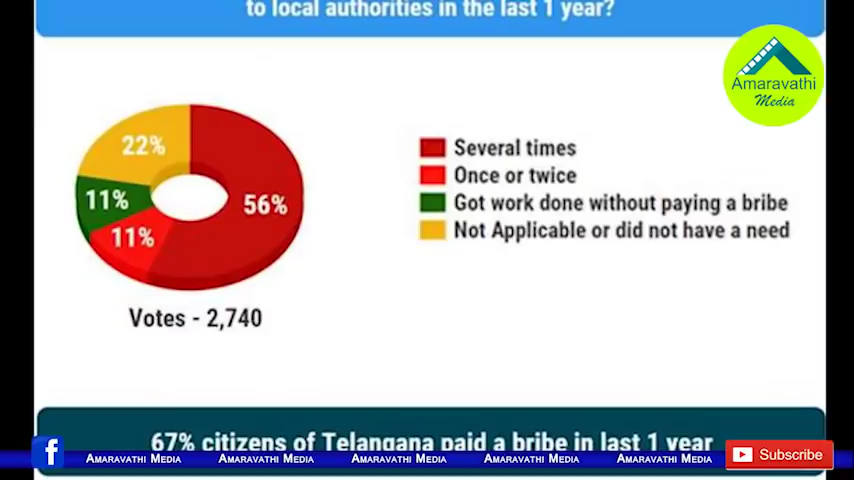 to local authorities in the last 1 year?
Amaravathi
Media
22%
11%
11%
56%
Several times
Once or twice
Got work done without paying a bribe
Not Applicable or did not have a need
Votes - 2,740
67% citizens of Telangana paid a bribe in last 1 year
f Amaravathi Media Amaravathi Media Amaravathi Media Amaravathi Media Amaravathi Media Subscribe